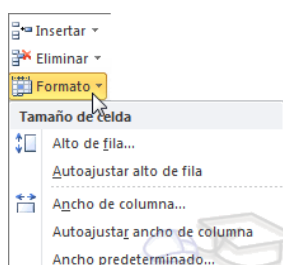 Insertar
Eliminar
Formato
Tamaño de celda
Alto de fila...
Autoajustar alto de fila
Ancho de columna...
Autoajustar ancho de columna
Ancho predeterminado...